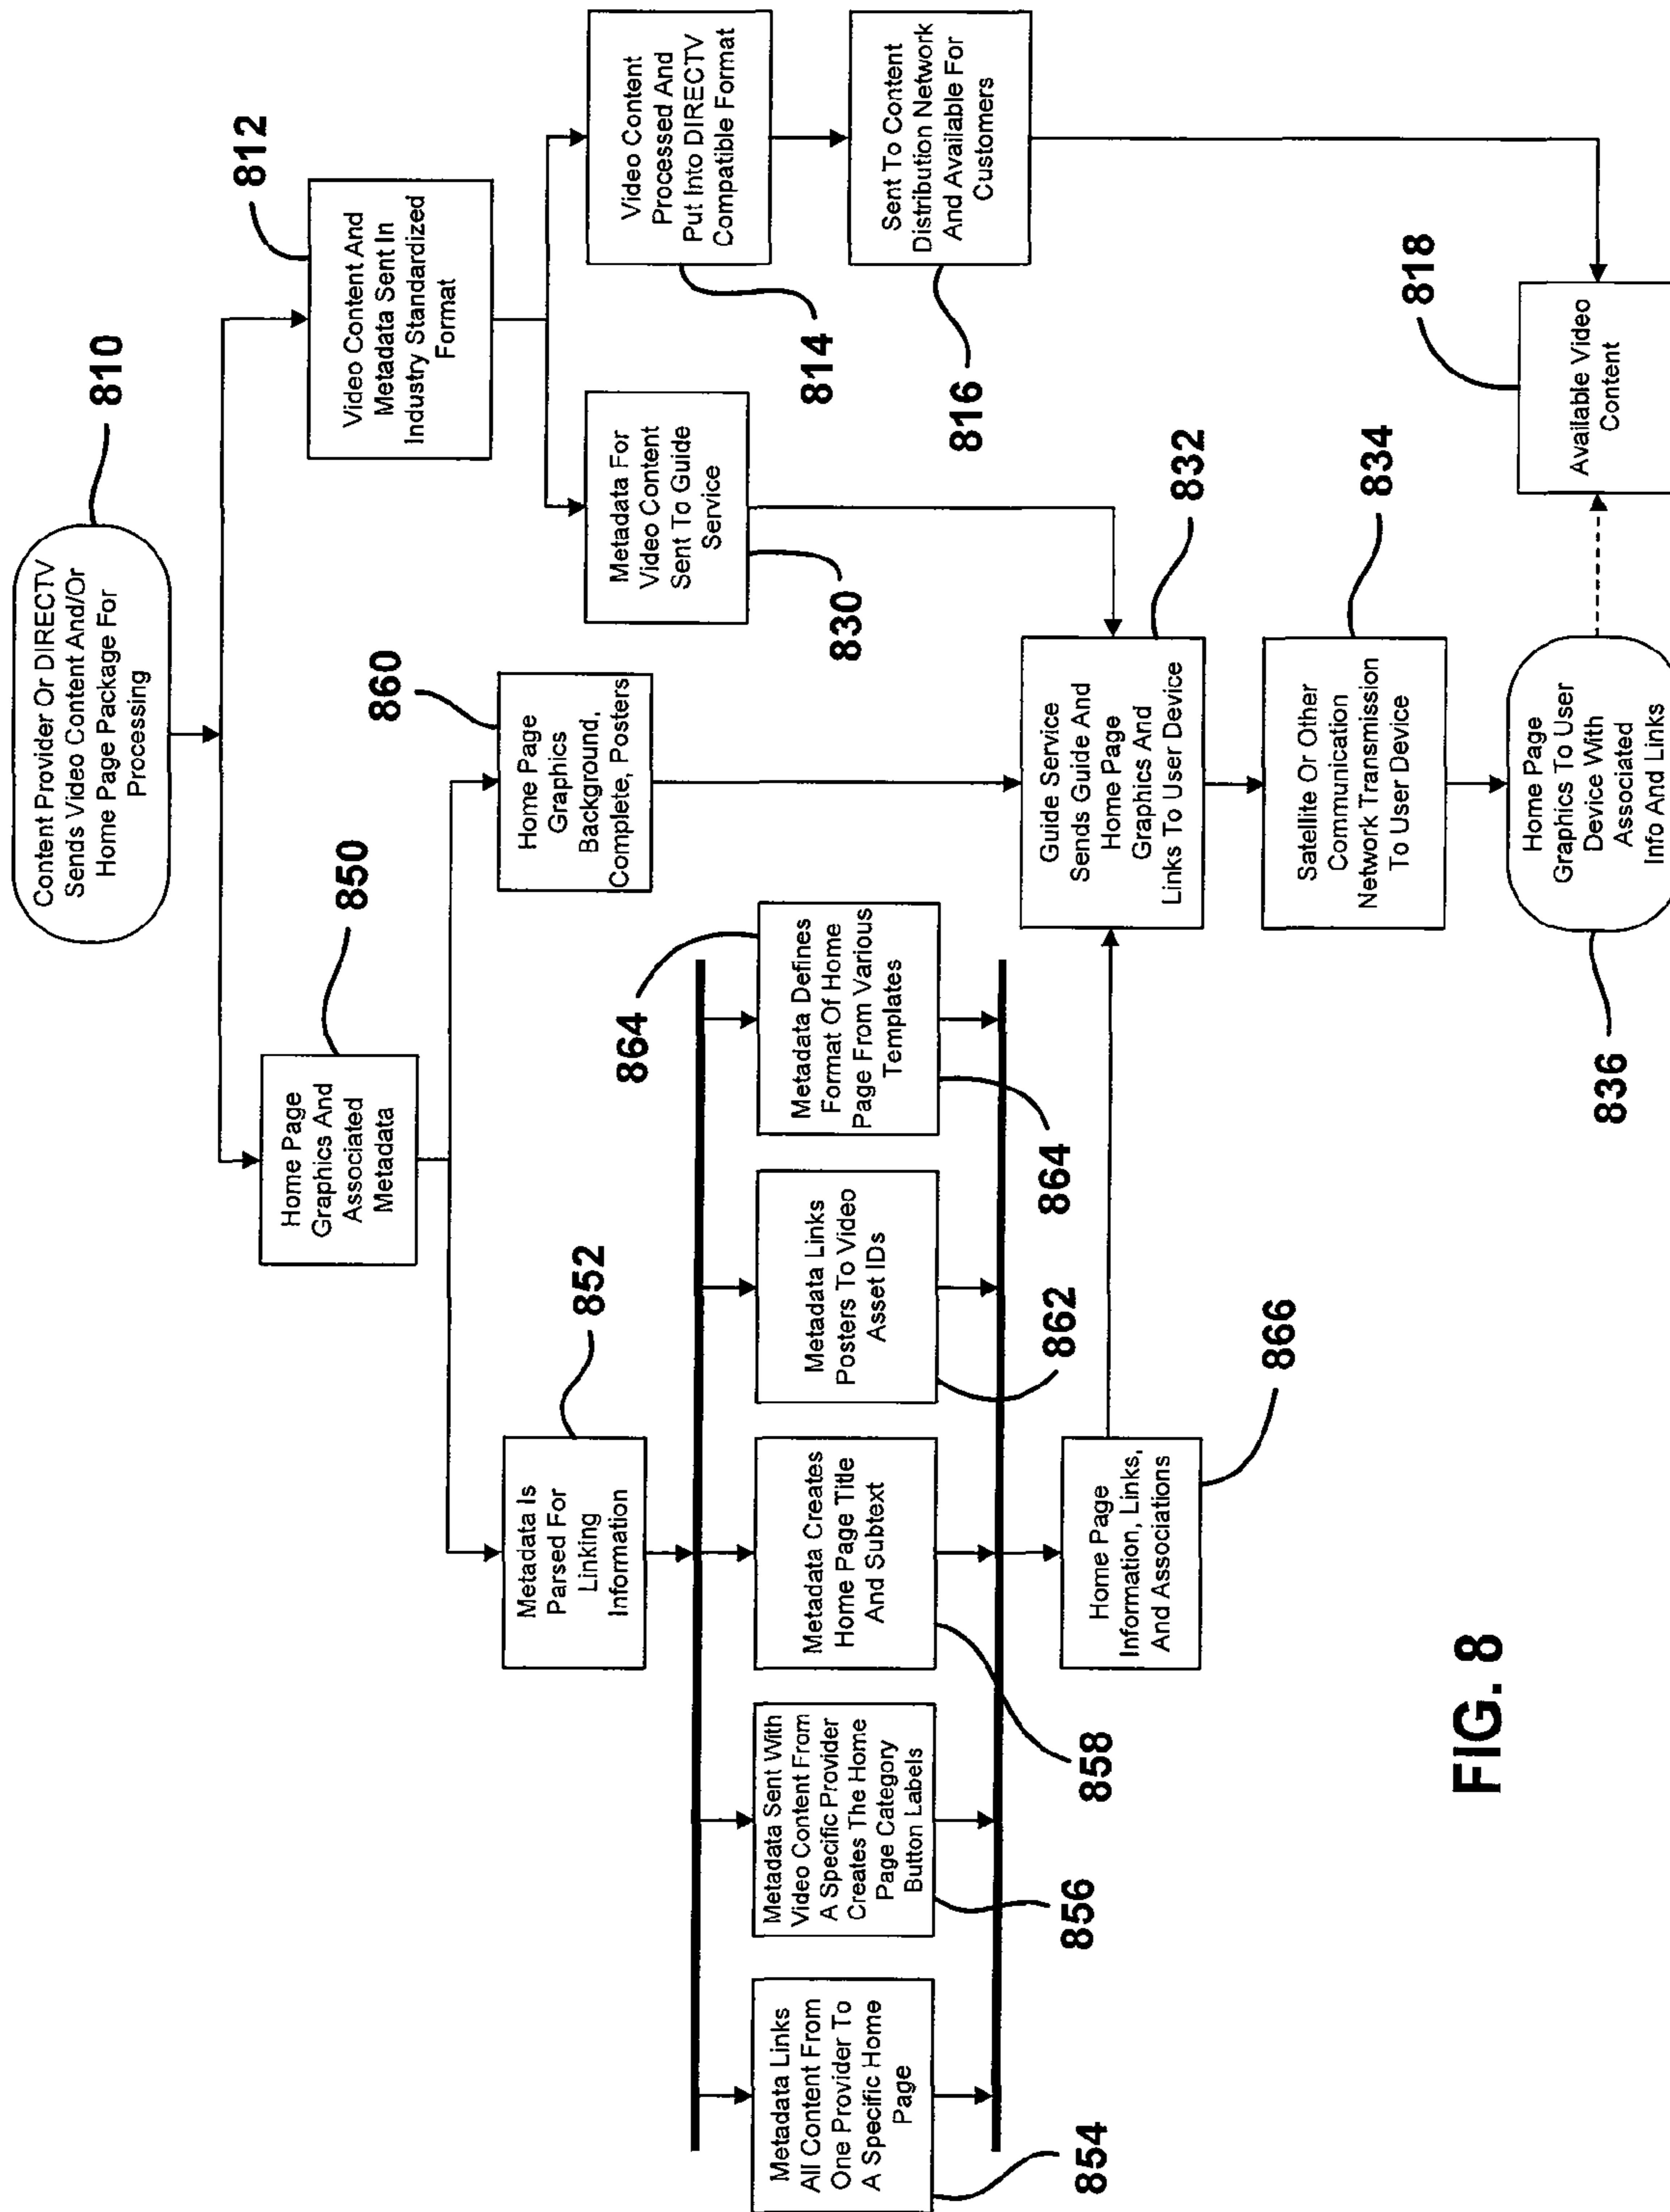 Content Provider Or DIRECTV
Sends Video Content And/Or
Home Page Package For
Processing
810
Video Content And
Metadata Sent In
Industry Standardized
Format
812
Home Page
Graphics And
Associated
Metadata
850
Metadata Is
Parsed For
Linking
Information
852
Home Page
Graphics
Background,
Complete, Posters
860
Metadata For
Video Content
Sent To Guide
Service
830
Video Content
Processed And
Put Into DIRECTV
Compatible Format
814
Metadata Links
All Content From
One Provider To
A Specific Home
Page
854
Metadata Sent With
Video Content From
A Specific Provider
Creates The Home
Page Category
Button Labels
856
Metadata Creates
Home Page Title
And Subtext
858
Metadata Links
Posters To Video
Asset IDs
862
864
Metadata Defines
Format Of Home
Page From Various
Templates
864
Sent To Content
Distribution Network
And Available For
Customers
816
Home Page
Information, Links,
And Associations
866
Guide Service
Sends Guide And
Home Page
Graphics And
Links To User Device
832
Satellite Or Other
Communication
Network Transmission
To User Device
834
Home Page
Graphics To User
Device With
Associated
Info And Links
836
Available Video
Content
818
FIG. 8